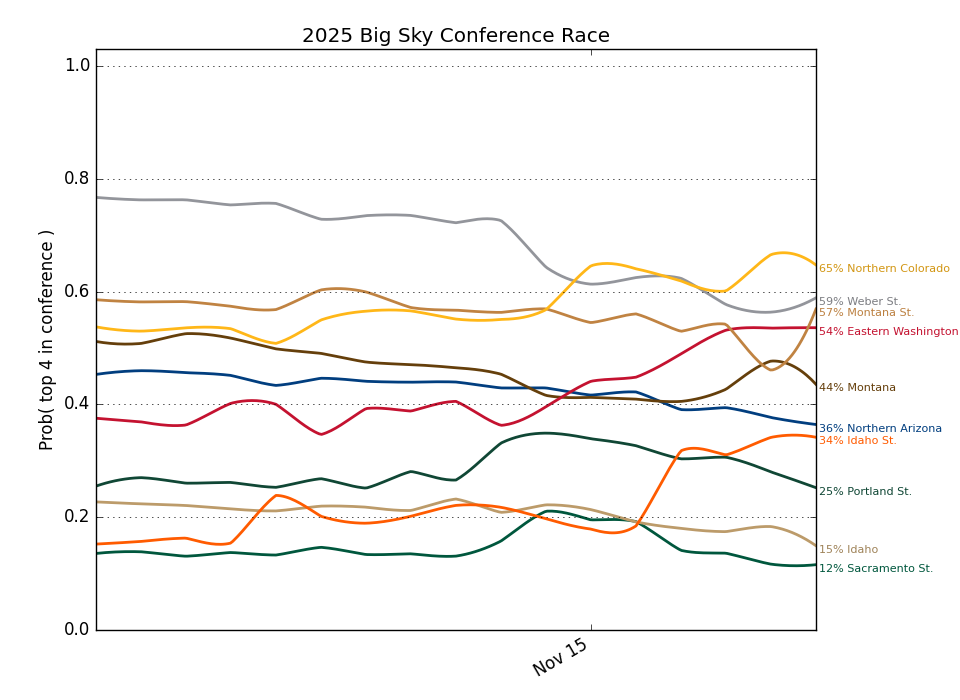 2025 Big Sky Conference Race
Prob( top 4 in conference )
1.0
0.8
0.6
0.4
0.2
0.0
Nov 15
65% Northern Colorado
59% Weber St.
57% Montana St.
54% Eastern Washington
44% Montana
36% Northern Arizona
34% Idaho St.
25% Portland St.
15% Idaho
12% Sacramento St.